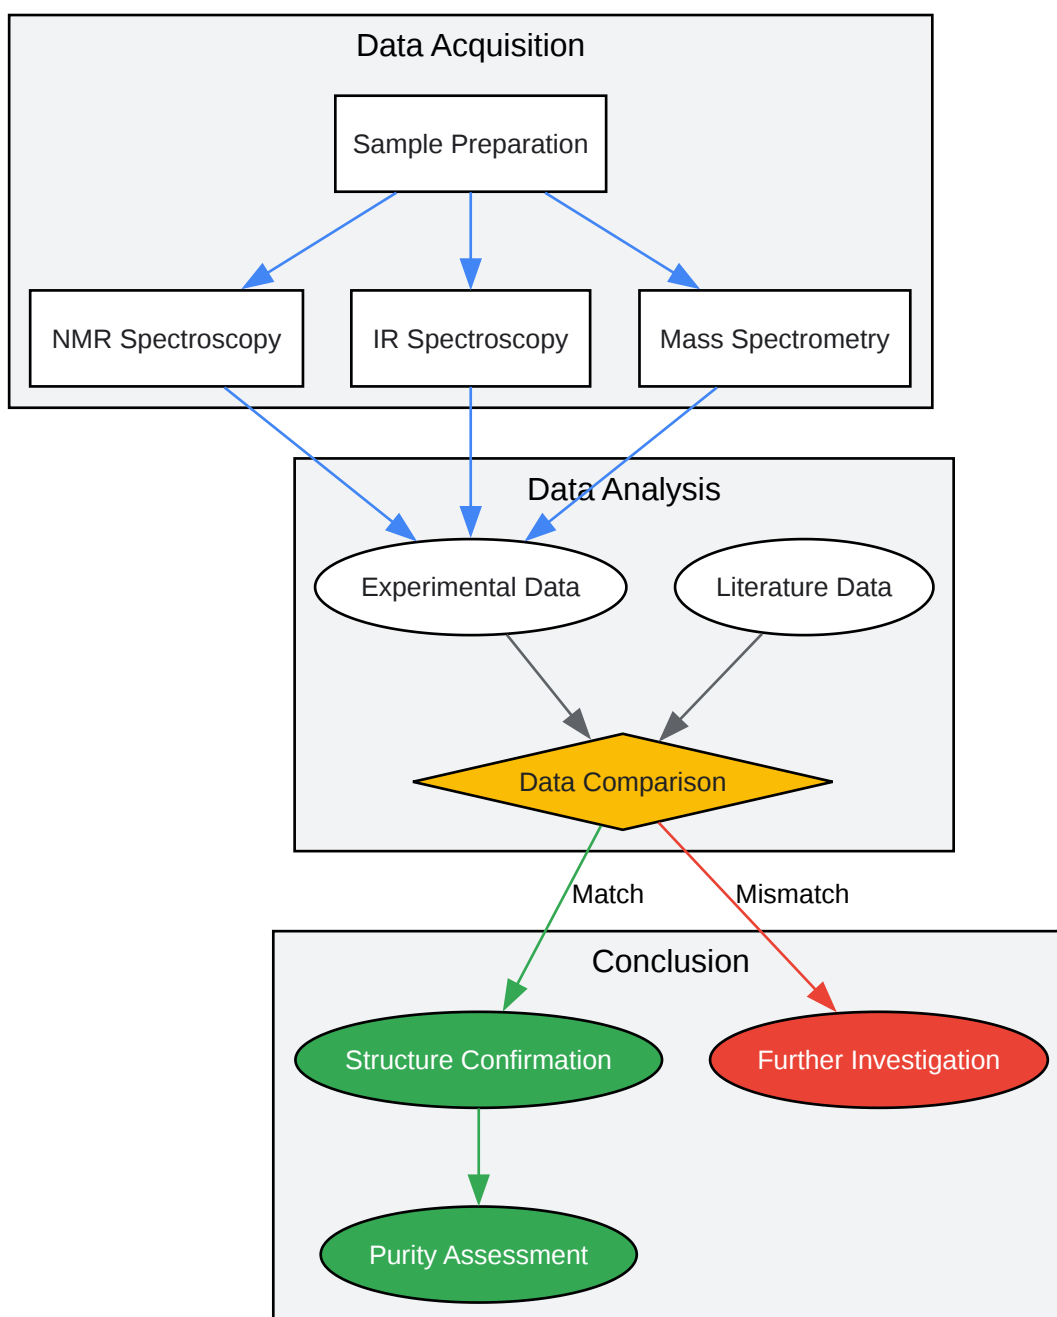 Data Acquisition
Sample Preparation
NMR Spectroscopy
IR Spectroscopy
Mass Spectrometry
Data Analysis
Experimental Data
Literature Data
Data Comparison
Match
Mismatch
Conclusion
Structure Confirmation
Further Investigation
Purity Assessment